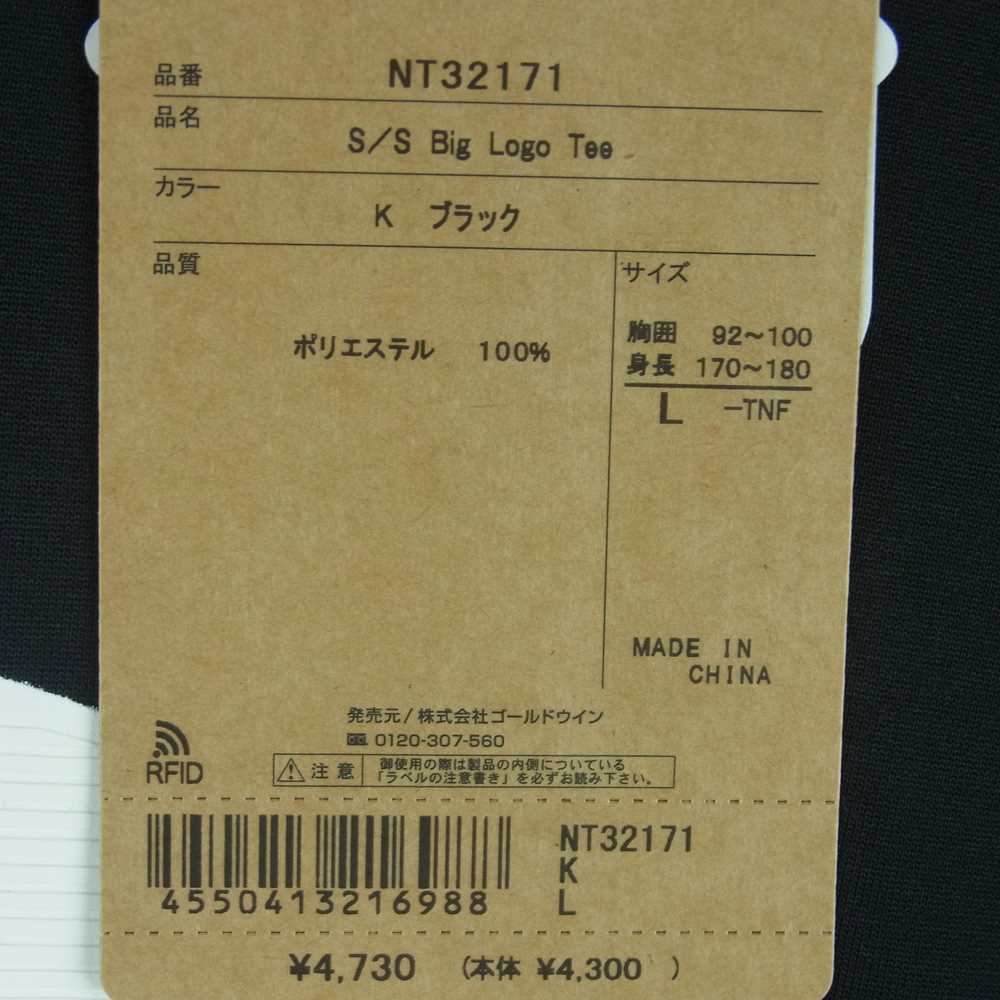 品番 NT32171
品名
S/S Big Logo Tee
カラー
K ブラック
品質
サイズ
ポリエステル 100%
胸囲 92～100
身長 170～180
L -TNF
MADE IN
CHINA
発売元/株式会社ゴールドウイン
0120-307-560
RFID
注意
御使用の際は製品の内側についている
「ラベルの注意書き」を必ずお読み下さい。
4550413216988
NT32171
K
L
¥4,730 (本体 ¥4,300 )